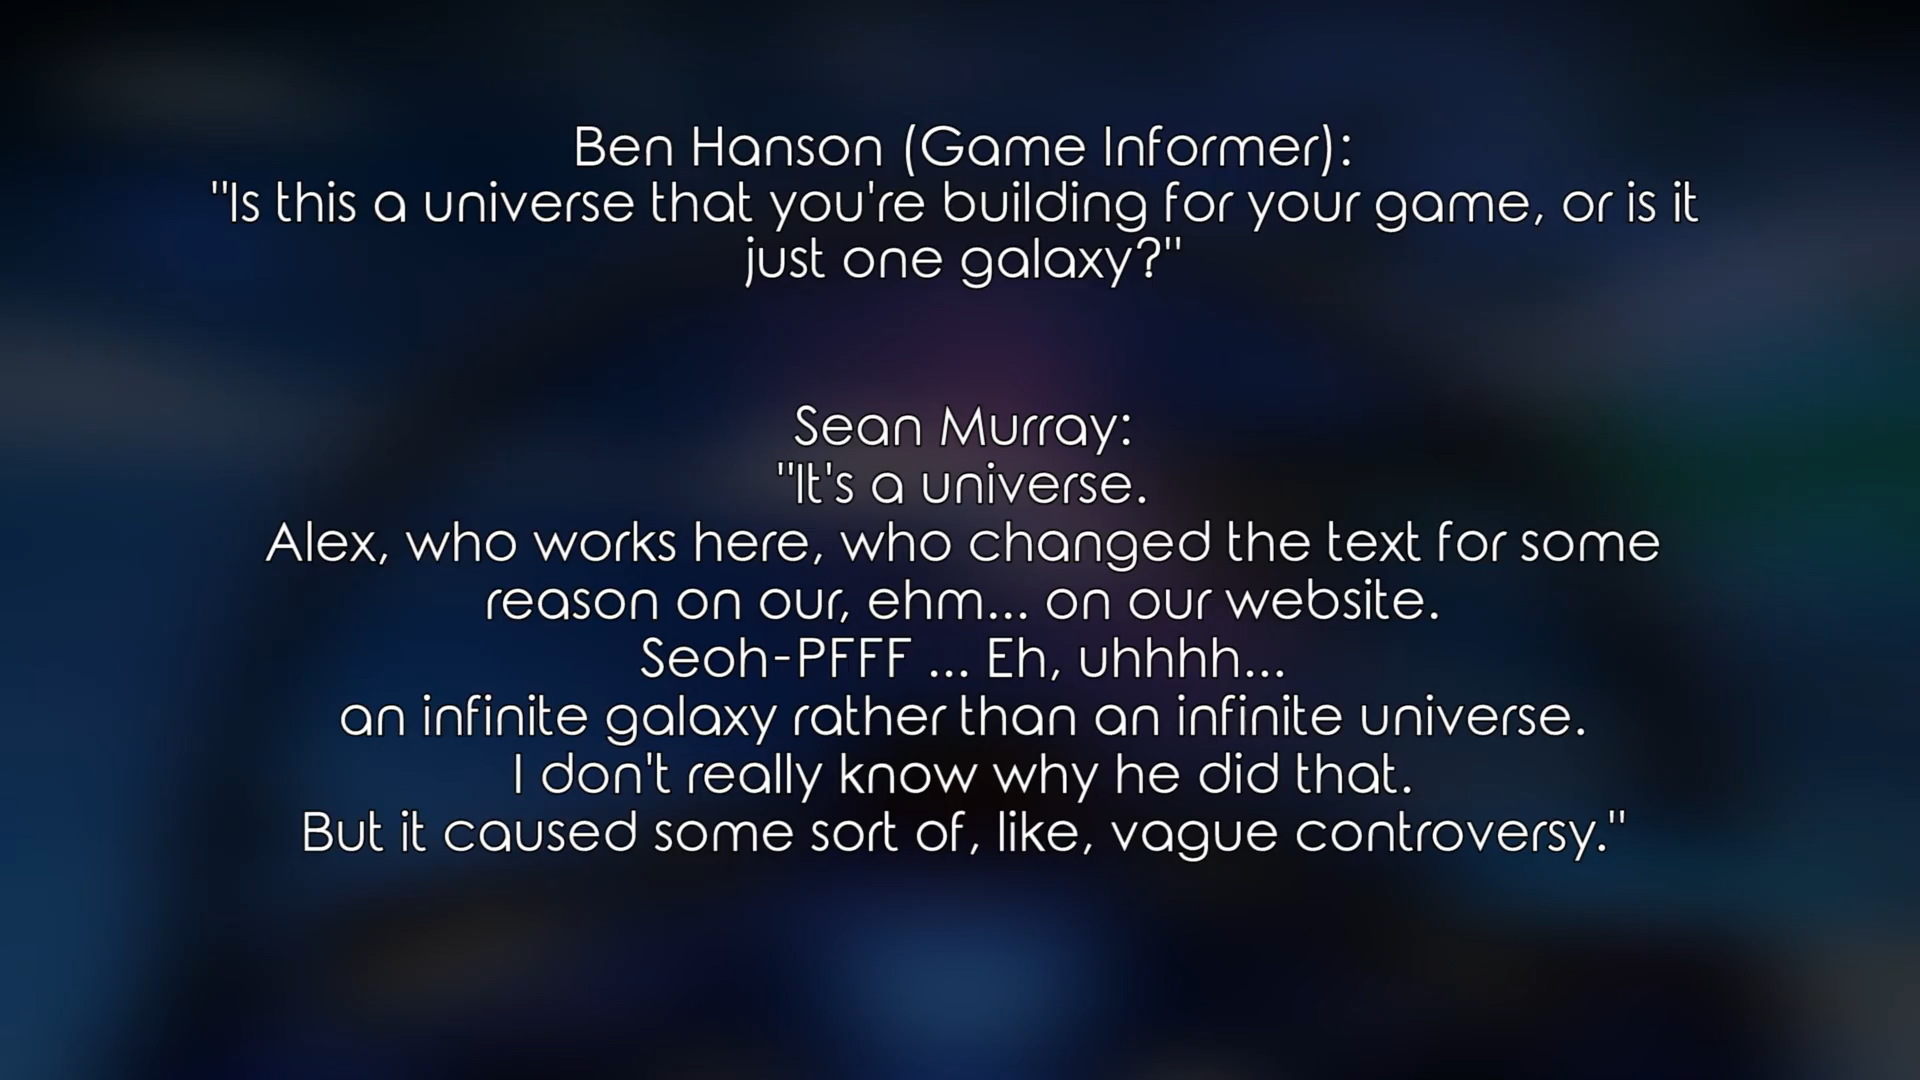 Ben Hanson (Game Informer):
"Is this a universe that you're building for your game, or is it
just one galaxy?"
Sean Murray:
"It's a universe.
Alex, who works here, who changed the text for some
reason on our, ehm... on our website.
Seoh-PFFF ... Eh, uhhhh...
an infinite galaxy rather than an infinite universe.
I don't really know why he did that.
But it caused some sort of, like, vague controversy."